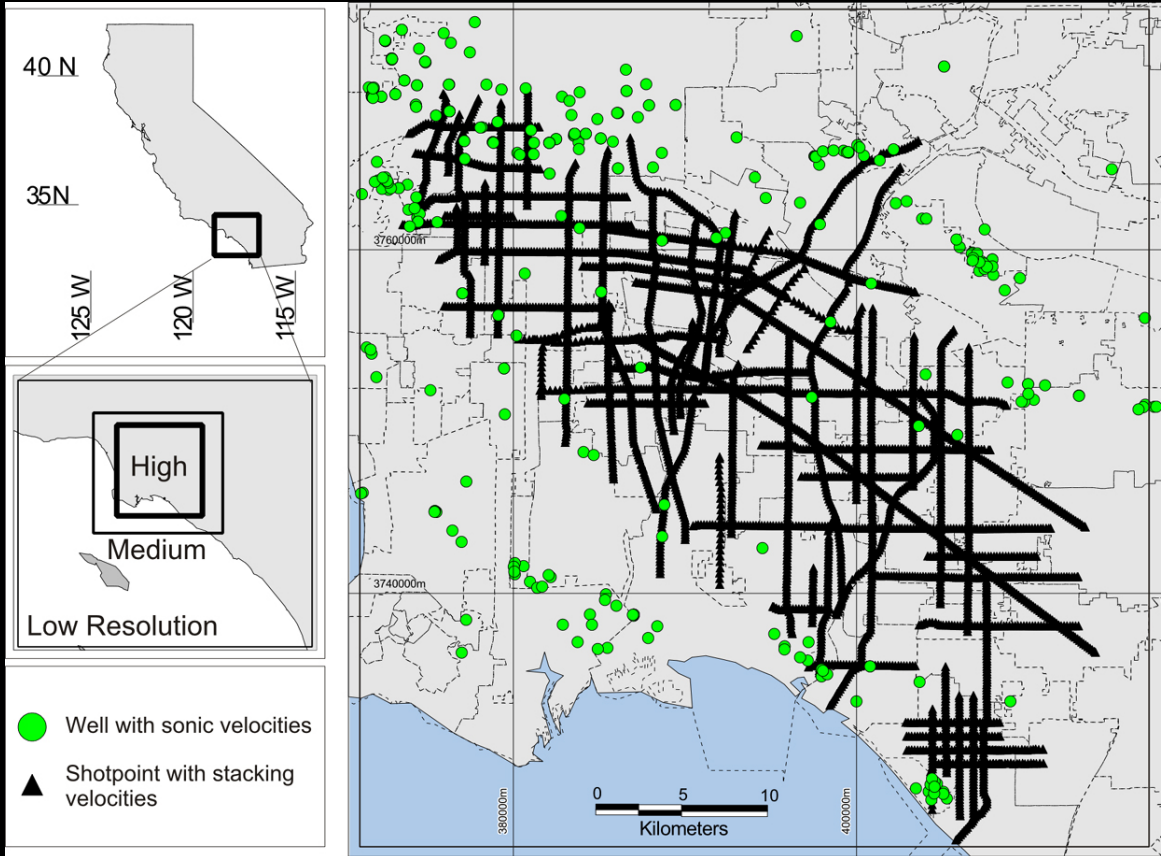 40 N
35N
125 W
120 W
115 W
High
Medium
Low Resolution
Well with sonic velocities
Shotpoint with stacking
velocities
3760000m
3740000m
380000m
400000m
0 5 10
Kilometers